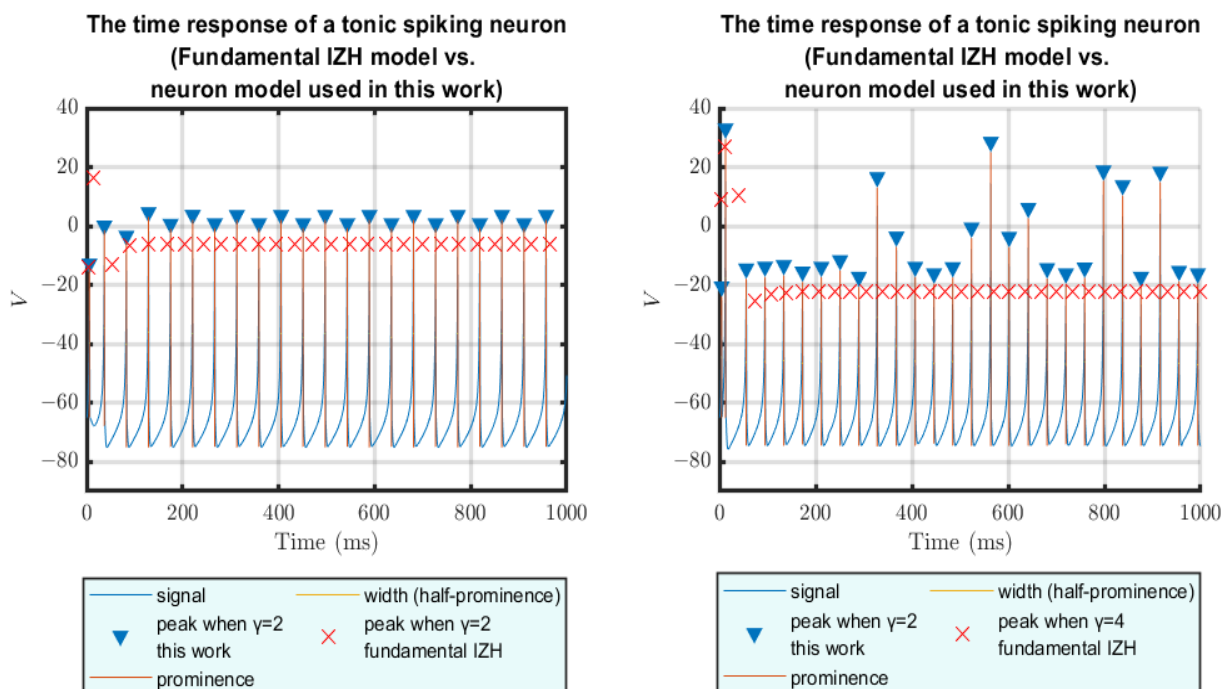 The time response of a tonic spiking neuron
(Fundamental IZH model vs.
neuron model used in this work)
40
20
0
−20
−40
−60
−80
V
0 200 400 600 800 1000
Time (ms)
signal
width (half-prominence)
peak when γ=2
this work
peak when γ=2
fundamental IZH
prominence
The time response of a tonic spiking neuron
(Fundamental IZH model vs.
neuron model used in this work)
40
20
0
−20
−40
−60
−80
V
0 200 400 600 800 1000
Time (ms)
signal
width (half-prominence)
peak when γ=2
this work
peak when γ=4
fundamental IZH
prominence